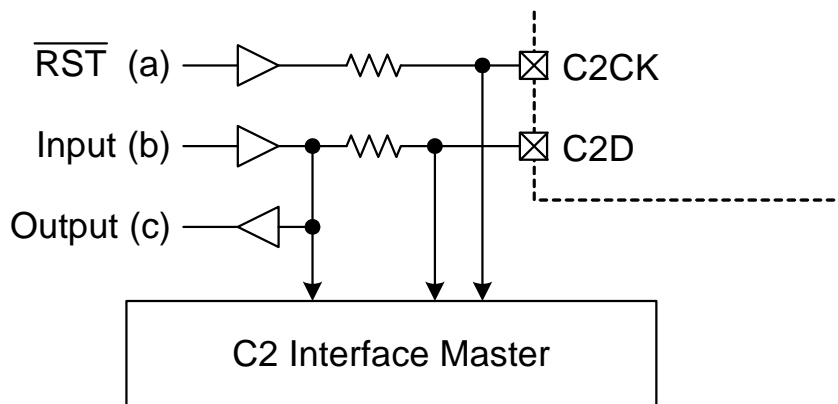 RST (a)
C2CK
Input (b)
C2D
Output (c)
C2 Interface Master